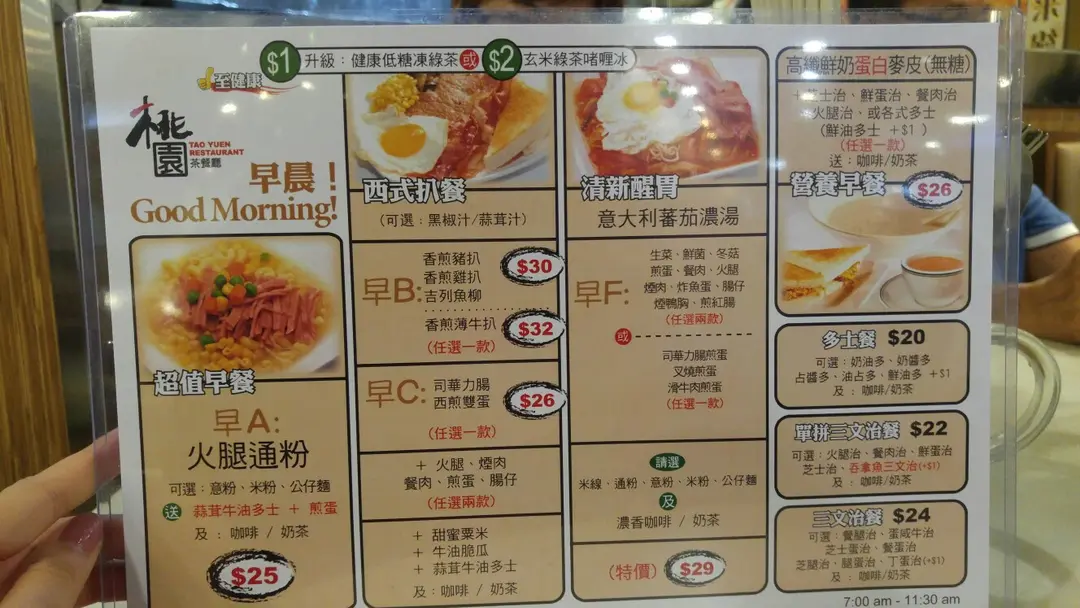 $1 升級：健康低糖凍綠茶 或 $2 玄米綠茶啫喱冰
至健康
桃園
TAO YUEN
RESTAURANT
茶餐廳
早晨！
Good Morning!
超值早餐
早A:
火腿通粉
可選：意粉、米粉、公仔麵
送 蒜茸牛油多士 ＋ 煎蛋
及：咖啡/奶茶
$25
西式扒餐
(可選：黑椒汁/蒜茸汁)
早B:
香煎豬扒
香煎雞扒
吉列魚柳
$30
香煎薄牛扒
$32
(任選一款)
早C:
司華力腸
西煎雙蛋
$26
(任選一款)
＋ 火腿、煙肉
餐肉、煎蛋、腸仔
(任選兩款)
＋ 甜蜜粟米
＋ 牛油脆瓜
＋ 蒜茸牛油多士
及:咖啡 / 奶茶
清新醒胃
意大利蕃茄濃湯
早F:
生菜、鮮菌、冬菇
煎蛋、餐肉、火腿
煙肉、炸魚蛋、腸仔
煙鴨胸、煎紅腸
(任選兩款)
或
司華力腸煎蛋
叉燒煎蛋
滑牛肉煎蛋
(任選一款)
請選
米線、通粉、意粉、米粉、公仔麵
及
濃香咖啡 / 奶茶
(特價) $29
高纖鮮奶蛋白麥皮(無糖)
＋芝士治、鮮蛋治、餐肉治
火腿治、或各式多士
(鮮油多士 ＋$1 )
(任選一款)
送：咖啡/奶茶
營養早餐 $26
多士餐 $20
可選：奶油多、奶醬多
占醬多、油占多、鮮油多 ＋$1
及：咖啡/奶茶
單拼三文治餐 $22
可選：火腿治、餐肉治、鮮蛋治
芝士治、吞拿魚三文治(+$1)
及：咖啡/奶茶
三文治餐 $24
可選：餐腿治、蛋咸牛治
芝士蛋治、餐蛋治
芝腿治、腿蛋治、丁蛋治(+$1)
及：咖啡/奶茶
7:00 am - 11:30 am